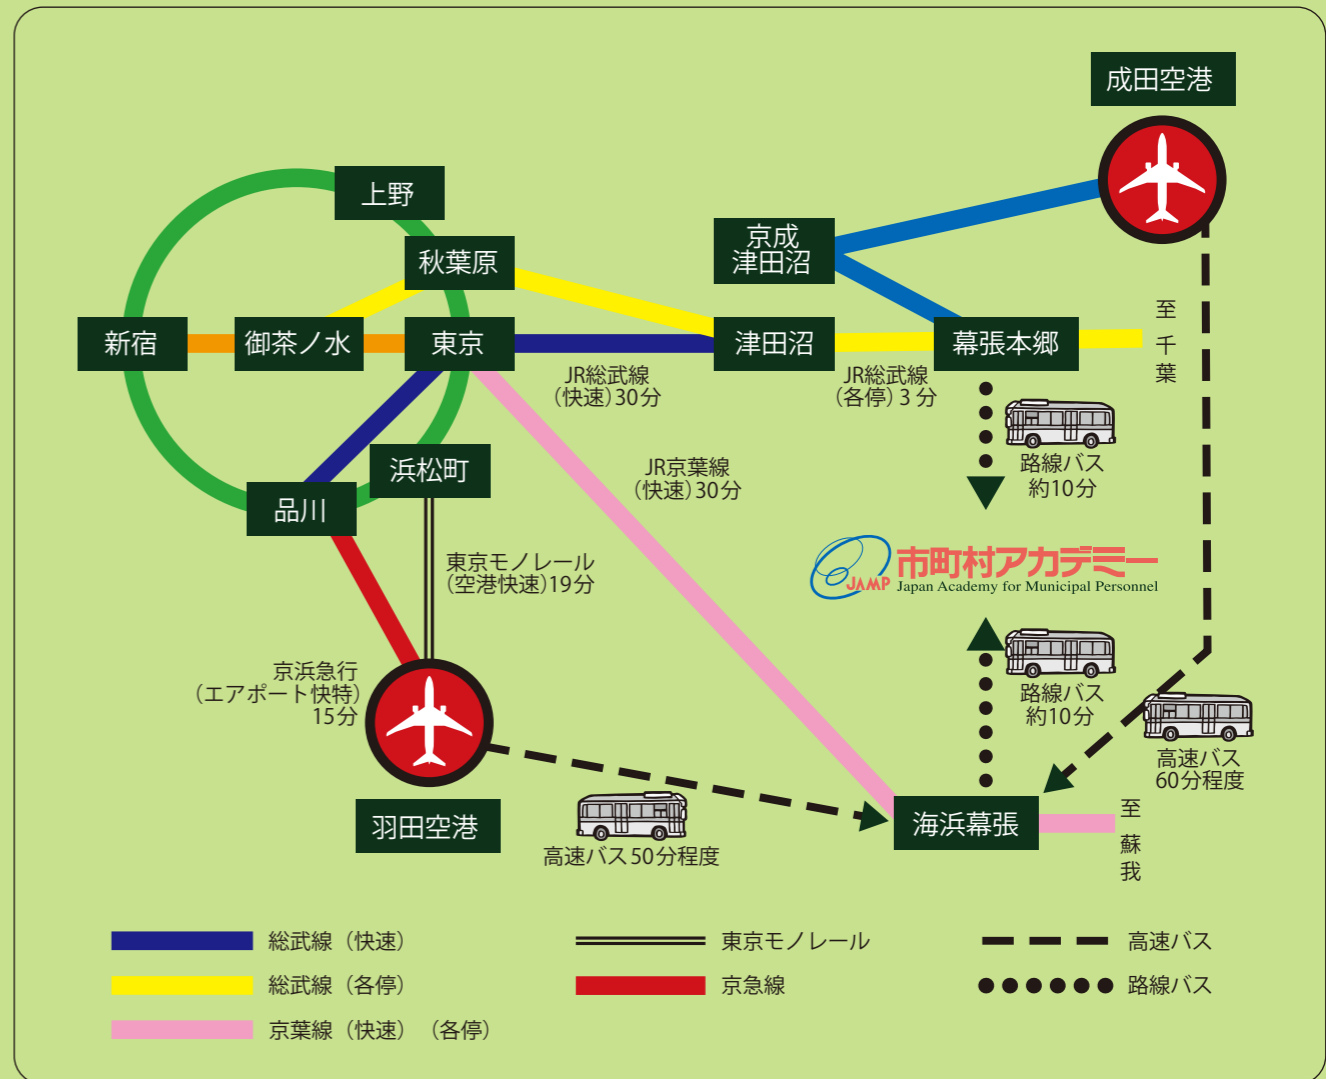 成田空港
上野
秋葉原
京成
津田沼
新宿
御茶ノ水
東京
津田沼
幕張本郷
至
千
葉
JR総武線
（快速）30分
JR総武線
（各停）3分
路線バス
約10分
浜松町
JR京葉線
（快速）30分
品川
東京モノレール
（空港快速）19分
JAMP
市町村アカデミー
Japan Academy for Municipal Personnel
京浜急行
（エアポート快特）
15分
路線バス
約10分
高速バス
60分程度
羽田空港
高速バス50分程度
海浜幕張
至
蘇
我
総武線（快速）
東京モノレール
高速バス
総武線（各停）
京急線
路線バス
京葉線（快速）（各停）